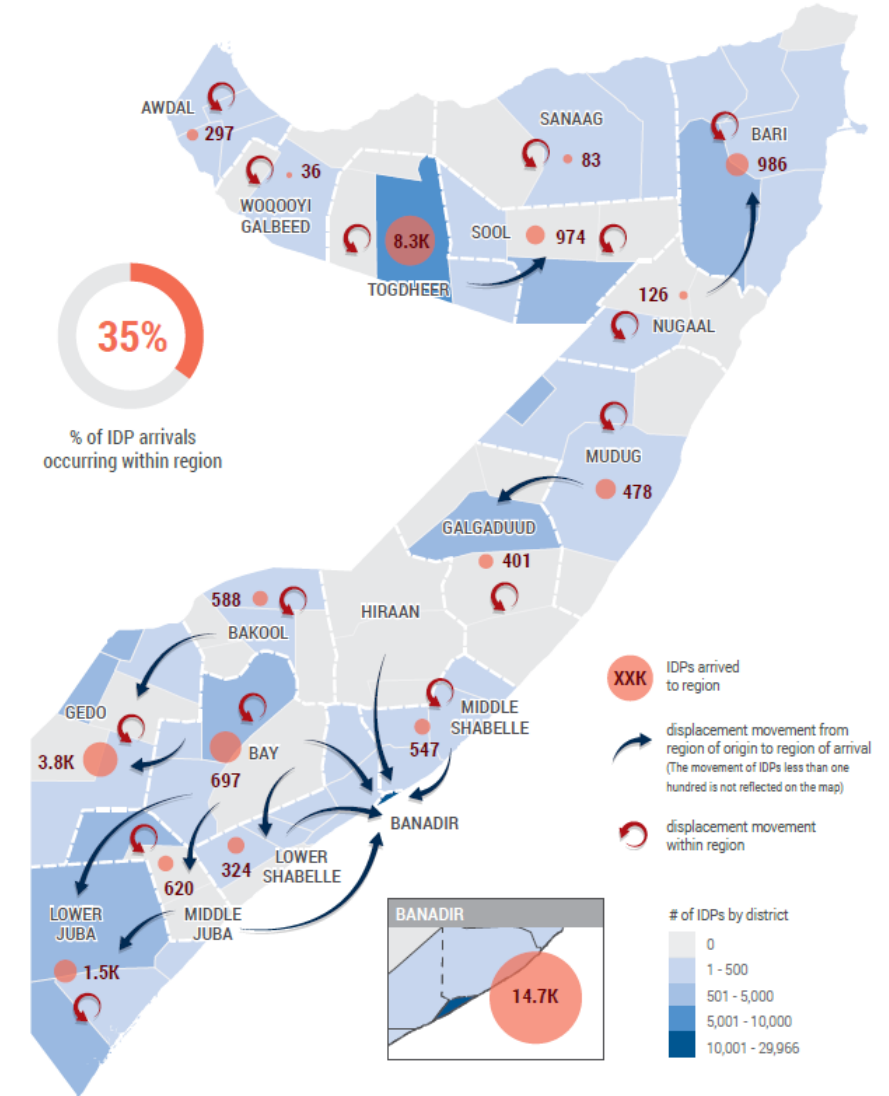 AWDAL
297
36
WOQOOYI
GALBEED
SANAAG
83
BARI
986
8.3K
TOGDHEER
SOOL
974
126
NUGAAL
35%
% of IDP arrivals
occurring within region
MUDUG
478
GALGADUUD
401
588
BAKOOL
HIRAAN
GEDO
3.8K
BAY
697
MIDDLE
SHABELLE
547
BANADIR
324
LOWER
SHABELLE
620
MIDDLE
JUBA
LOWER
JUBA
1.5K
XXK
IDPs arrived
to region
displacement movement from
region of origin to region of arrival
(The movement of IDPs less than one
hundred is not reflected on the map)
displacement movement
within region
BANADIR
14.7K
# of IDPs by district
0
1 - 500
501 - 5,000
5,001 - 10,000
10,001 - 29,966